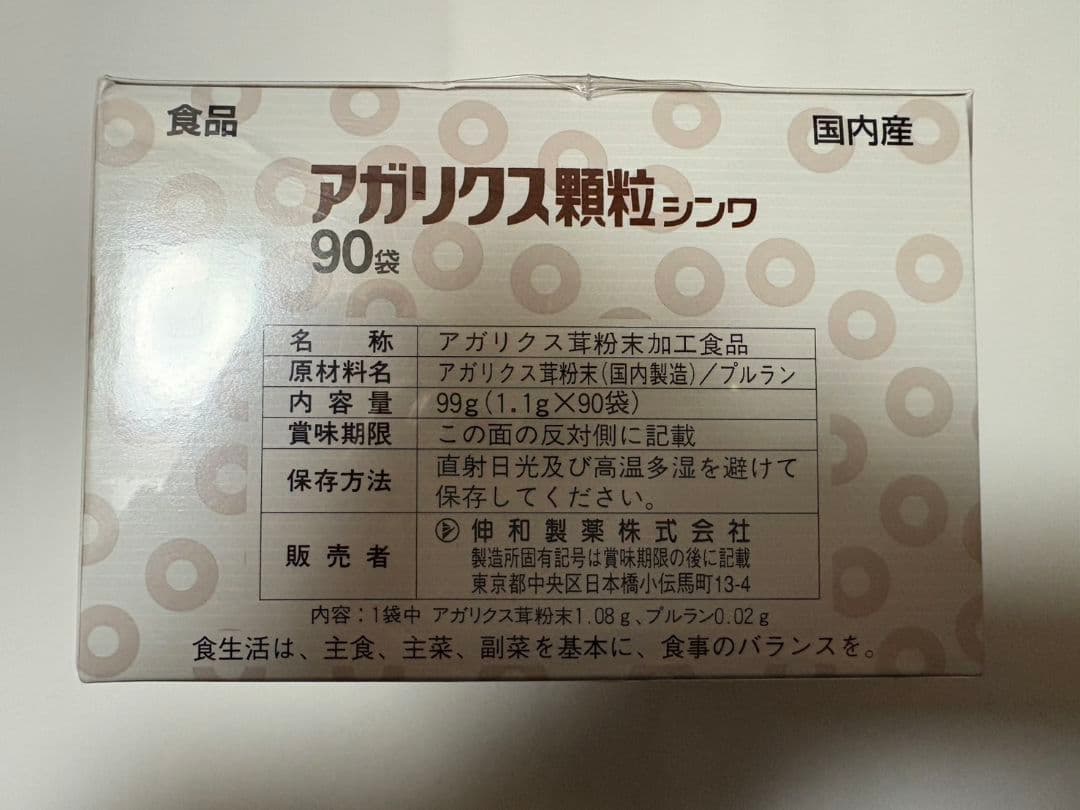 食品
国内産
アガリクス顆粒シンワ
90袋
名称 アガリクス茸粉末加工食品
原材料名 アガリクス茸粉末(国内製造)/プルラン
内容量 99g(1.1g×90袋)
賞味期限 この面の反対側に記載
保存方法 直射日光及び高温多湿を避けて
保存してください。
販売者 伸和製薬株式会社
製造所固有記号は賞味期限の後に記載
東京都中央区日本橋小伝馬町13-4
内容:1袋中 アガリクス茸粉末1.08g、プルラン0.02g
食生活は、主食、主菜、副菜を基本に、食事のバランスを。